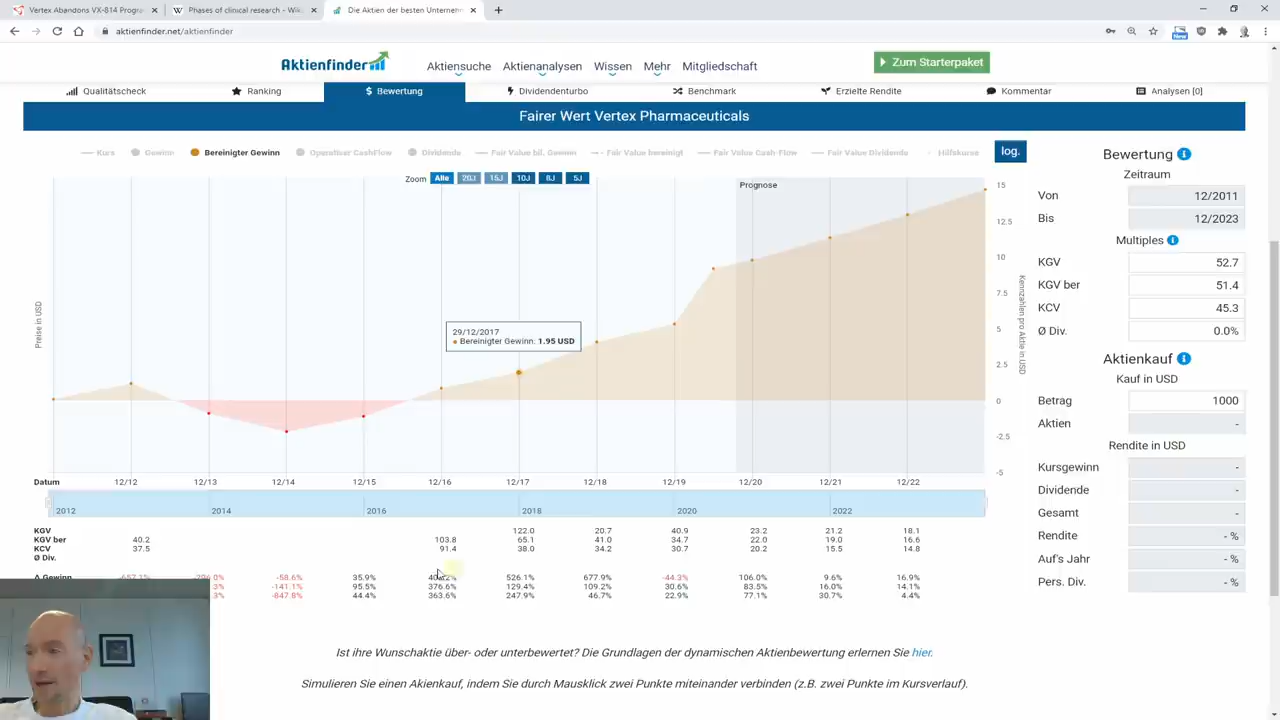 Vertex Abandons VX-814 Progra
Phases of clinical research - Wik
Die Aktien der besten Unterneh
aktienfinder.net/aktienfinder
Aktienfinder
Aktiensuche
Aktienanalysen
Wissen
Mehr
Mitgliedschaft
Zum Starterpaket
Qualitätscheck
Ranking
$ Bewertung
Dividendenturbo
Benchmark
Erzielte Rendite
Kommentar
Analysen [0]
Fairer Wert Vertex Pharmaceuticals
Kurs
Gewinn
Bereinigter Gewinn
Operativer CashFlow
Dividende
Fair Value bil. Gewinn
Fair Value bereinigt
Fair Value Cash-Flow
Fair Value Dividende
Hilfskurse
log.
Zoom Alle 20J 15J 10J 8J 5J
Prognose
Preise in USD
29/12/2017
Bereinigter Gewinn: 1.95 USD
15
12.5
10
7.5
5
2.5
0
-2.5
-5
Kennzahlen pro Aktie in USD
Datum 12/12 12/13 12/14 12/15 12/16 12/17 12/18 12/19 12/20 12/21 12/22
2012 2014 2016 2018 2020 2022
KGV 122.0 20.7 40.9 23.2 21.2 18.1
KGV ber 40.2 103.8 65.1 41.0 34.7 22.0 19.0 16.6
KCV 37.5 91.4 38.0 34.2 30.7 20.2 15.5 14.8
Ø Div.
Δ Gewinn -58.6% 35.9% 526.1% 677.9% -44.3% 106.0% 9.6% 16.9%
-141.1% 95.5% 376.6% 129.4% 109.2% 30.6% 83.5% 16.0% 14.1%
-847.8% 44.4% 363.6% 247.9% 46.7% 22.9% 77.1% 30.7% 4.4%
Bewertung
Zeitraum
Von 12/2011
Bis 12/2023
Multiples
KGV 52.7
KGV ber 51.4
KCV 45.3
Ø Div. 0.0%
Aktienkauf
Kauf in USD
Betrag 1000
Aktien -
Rendite in USD
Kursgewinn -
Dividende -
Gesamt -
Rendite - %
Auf's Jahr - %
Pers. Div. - %
Ist ihre Wunschaktie über- oder unterbewertet? Die Grundlagen der dynamischen Aktienbewertung erlernen Sie hier.
Simulieren Sie einen Akienkauf, indem Sie durch Mausklick zwei Punkte miteinander verbinden (z.B. zwei Punkte im Kursverlauf).